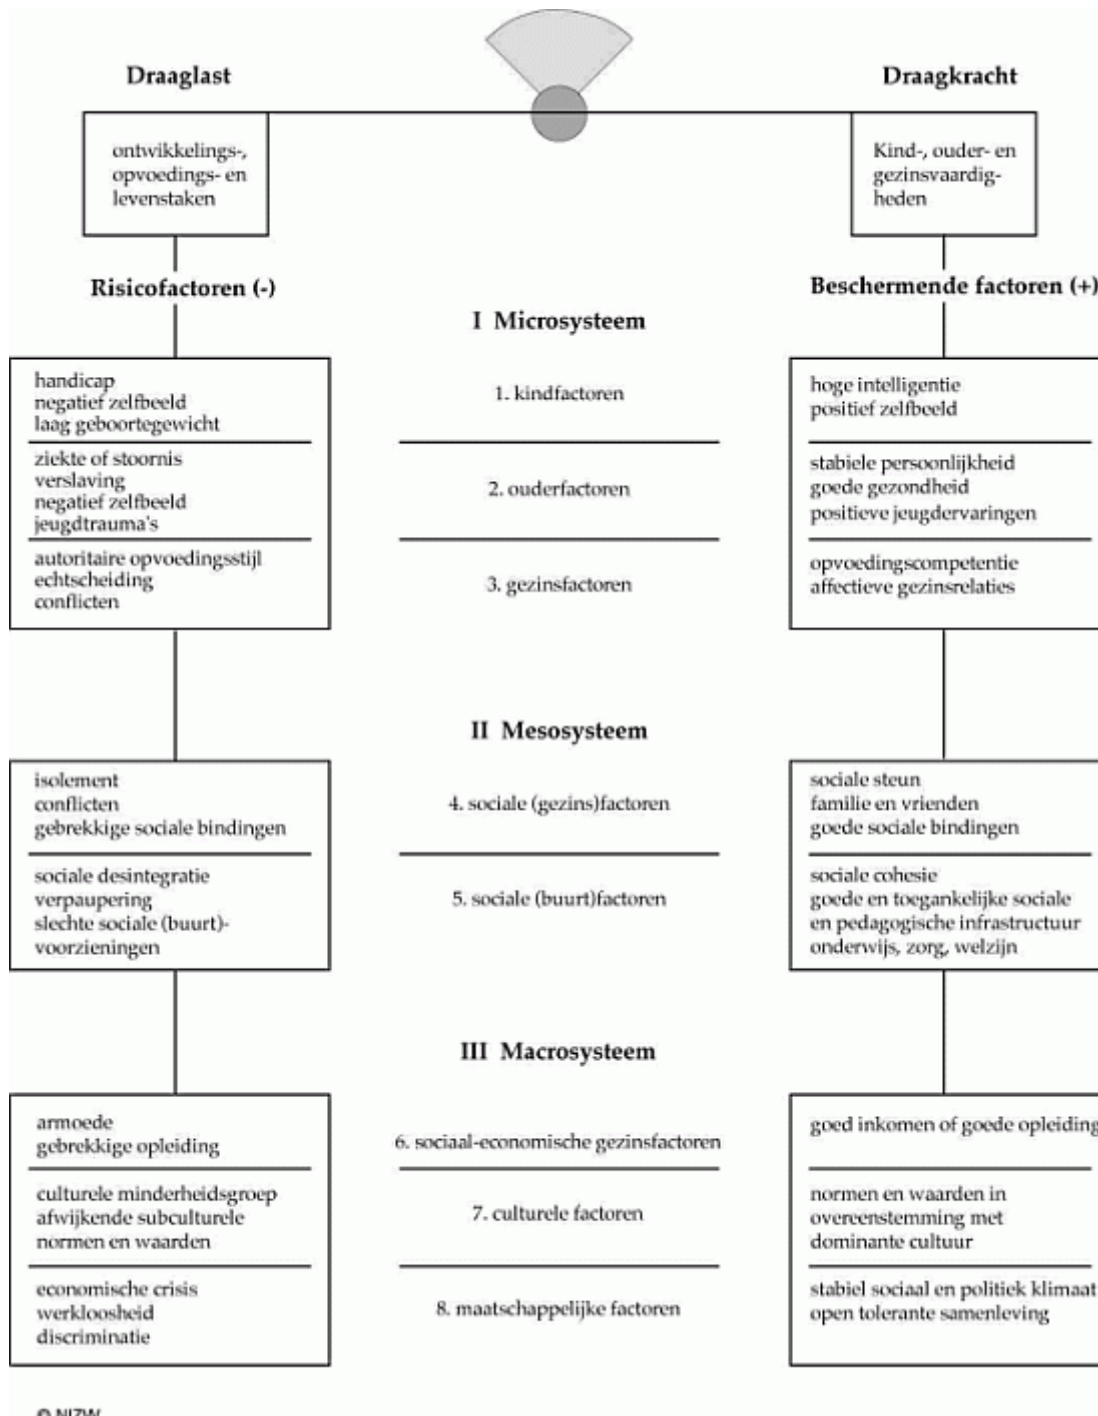 Draaglast
Draagkracht
ontwikkelings-,
opvoedings- en
levenstaken
Kind-, ouder- en
gezinsvaardig-
heden
Risicofactoren (-)
Beschermende factoren (+)
I Microsysteem
handicap
negatief zelfbeeld
laag geboortegewicht
1. kindfactoren
hoge intelligentie
positief zelfbeeld
ziekte of stoornis
verslaving
negatief zelfbeeld
jeugdtrauma's
2. ouderfactoren
stabiele persoonlijkheid
goede gezondheid
positieve jeugdervaringen
autoritaire opvoedingsstijl
echtscheiding
conflicten
3. gezinsfactoren
opvoedingscompetentie
affectieve gezinsrelaties
II Mesosysteem
isolement
conflicten
gebrekkige sociale bindingen
4. sociale (gezins)factoren
sociale steun
familie en vrienden
goede sociale bindingen
sociale desintegratie
verpaupering
slechte sociale (buurt)-
voorzieningen
5. sociale (buurt)factoren
sociale cohesie
goede en toegankelijke sociale
en pedagogische infrastructuur
onderwijs, zorg, welzijn
III Macrosysteem
armoede
gebrekkige opleiding
6. sociaal-economische gezinsfactoren
goed inkomen of goede opleiding
culturele minderheidsgroep
afwijkende subculturele
normen en waarden
7. culturele factoren
normen en waarden in
overeenstemming met
dominante cultuur
economische crisis
werkloosheid
discriminatie
8. maatschappelijke factoren
stabiel sociaal en politiek klimaat
open tolerante samenleving
© NIZW